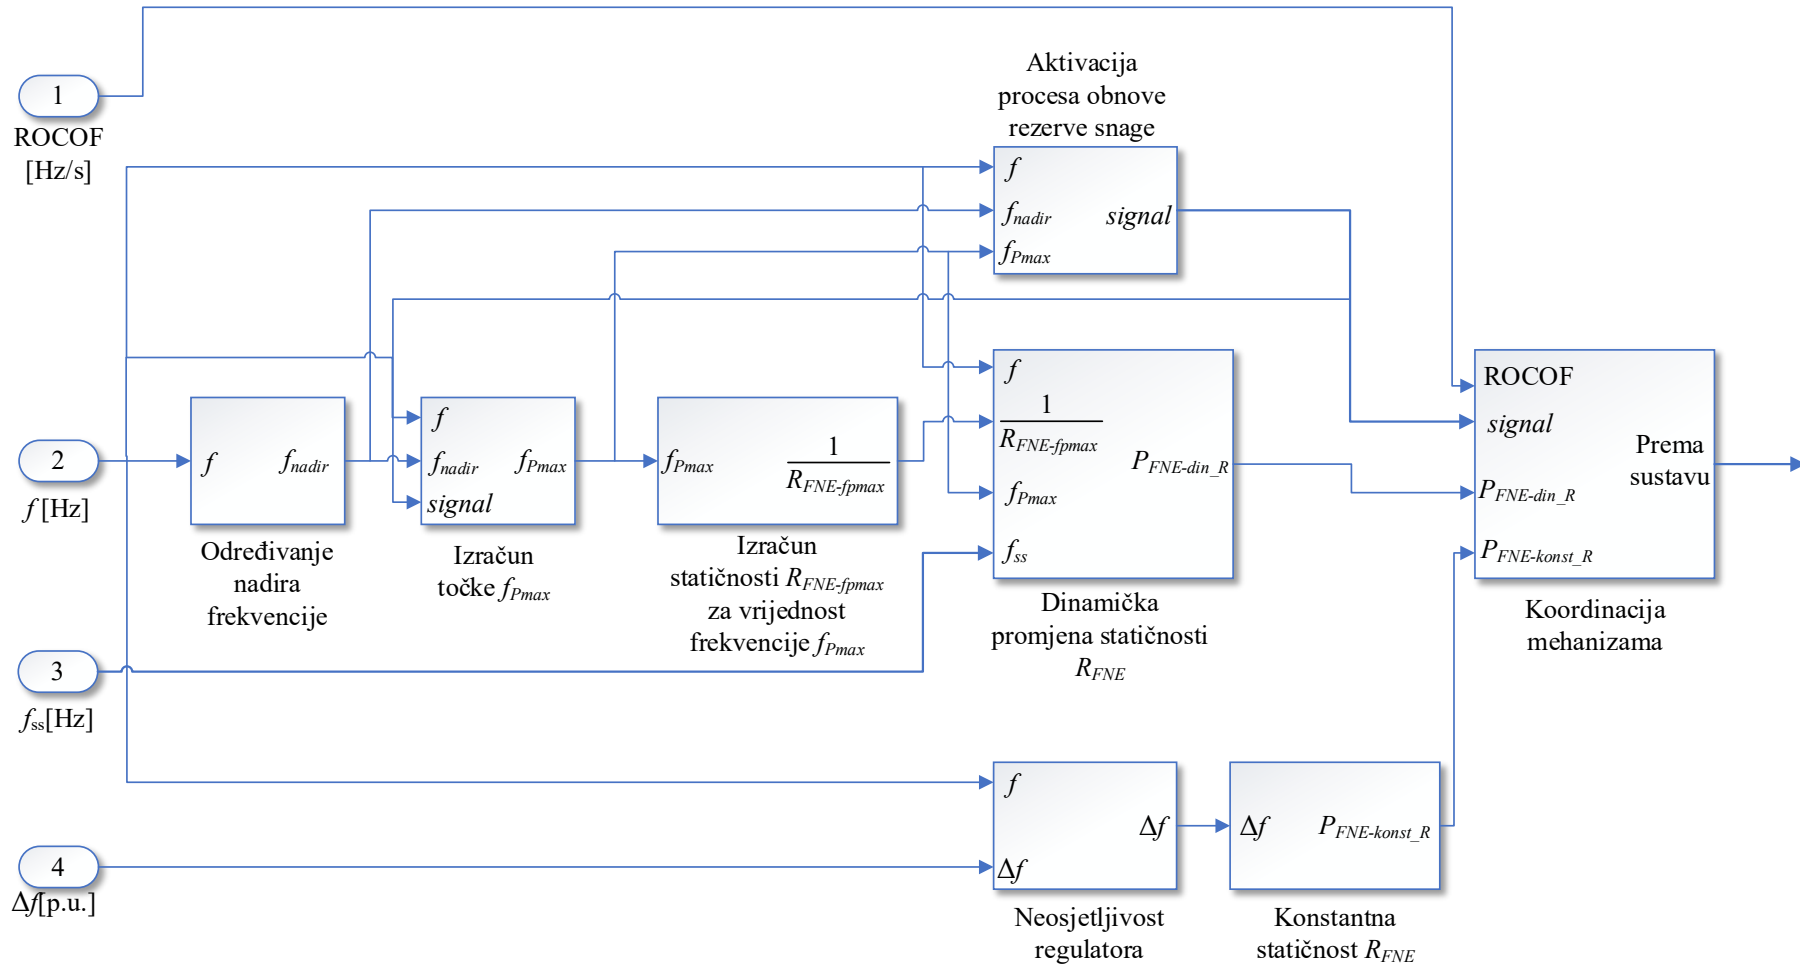 1
ROCOF
[Hz/s]
2
f [Hz]
3
fss[Hz]
4
Δf[p.u.]
Aktivacija
procesa obnove
rezerve snage
f
fnadir
fPmax
signal
f
fnadir
Određivanje
nadira
frekvencije
f
fnadir
signal
fPmax
Izračun
točke fPmax
fPmax
1
RFNE-fpmax
Izračun
statičnosti RFNE-fpmax
za vrijednost
frekvencije fPmax
f
1
RFNE-fpmax
fPmax
fss
PFNE-din_R
Dinamička
promjena statičnosti
RFNE
ROCOF
signal
PFNE-din_R
PFNE-konst_R
Prema
sustavu
Koordinacija
mehanizama
f
Δf
Δf
Neosjetljivost
regulatora
Δf
PFNE-konst_R
Konstantna
statičnost RFNE